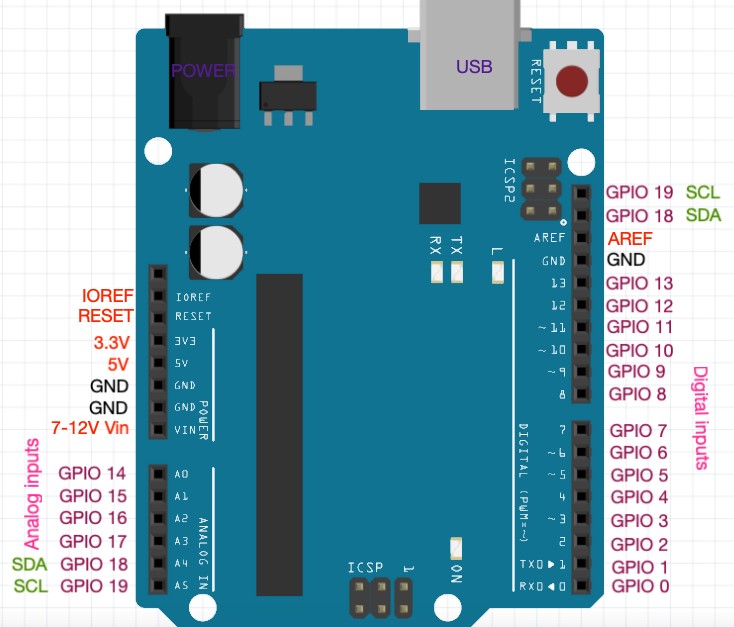 POWER
USB
RESET
ICSP2
RX
TX
L
IOREF
RESET
3.3V
5V
GND
GND
7-12V Vin
IOREF
RESET
3V3
5V
GND
GND
VIN
POWER
Analog inputs
GPIO 14
GPIO 15
GPIO 16
GPIO 17
SDA GPIO 18
SCL GPIO 19
A0
A1
A2
A3
A4
A5
ANALOG IN
AREF
GND
13
12
~11
~10
~9
8
7
~6
~5
4
~3
2
TX0▶1
RX0◀0
DIGITAL (PWM=~)
GPIO 19 SCL
GPIO 18 SDA
AREF
GND
GPIO 13
GPIO 12
GPIO 11
GPIO 10
GPIO 9
GPIO 8
GPIO 7
GPIO 6
GPIO 5
GPIO 4
GPIO 3
GPIO 2
GPIO 1
GPIO 0
Digital inputs
ICSP
1
ON